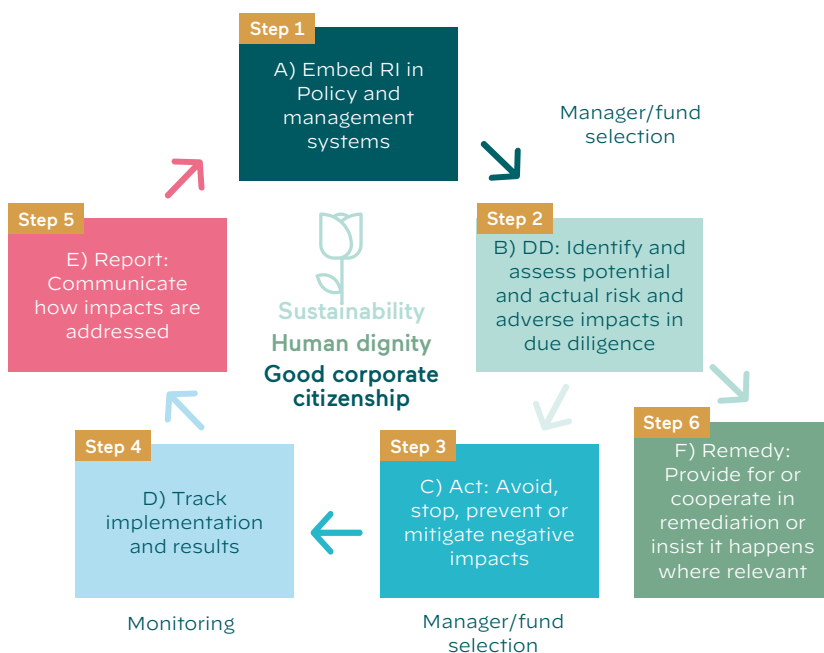 Step 1
A) Embed RI in
Policy and
management
systems
Manager/fund
selection
Step 2
B) DD: Identify and
assess potential
and actual risk and
adverse impacts in
due diligence
Step 5
E) Report:
Communicate
how impacts are
addressed
Sustainability
Human dignity
Good corporate
citizenship
Step 6
F) Remedy:
Provide for or
cooperate in
remediation or
insist it happens
where relevant
Step 3
C) Act: Avoid,
stop, prevent or
mitigate negative
impacts
Manager/fund
selection
Step 4
D) Track
implementation
and results
Monitoring